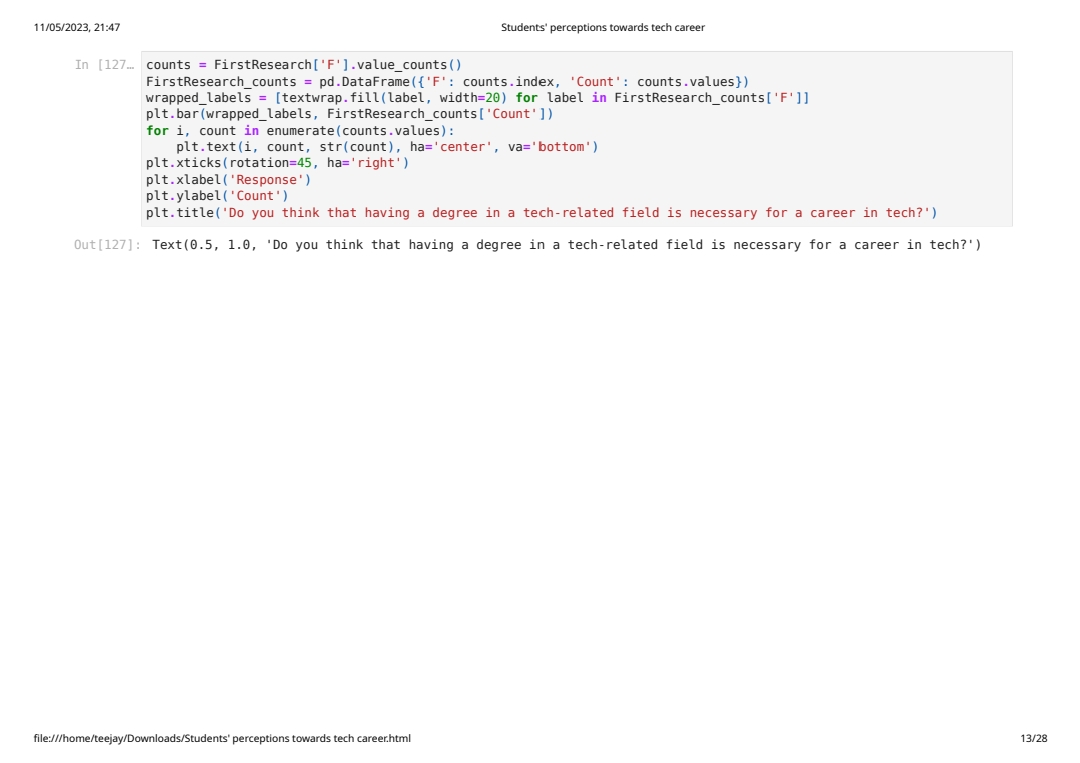 11/05/2023, 21:47 Students' perceptions towards tech career
In [127… counts = FirstResearch['F'].value_counts()
FirstResearch_counts = pd.DataFrame({'F': counts.index, 'Count': counts.values})
wrapped_labels = [textwrap.fill(label, width=20) for label in FirstResearch_counts['F']]
plt.bar(wrapped_labels, FirstResearch_counts['Count'])
for i, count in enumerate(counts.values):
    plt.text(i, count, str(count), ha='center', va='bottom')
plt.xticks(rotation=45, ha='right')
plt.xlabel('Response')
plt.ylabel('Count')
plt.title('Do you think that having a degree in a tech-related field is necessary for a career in tech?')
Out[127]: Text(0.5, 1.0, 'Do you think that having a degree in a tech-related field is necessary for a career in tech?')
file:///home/teejay/Downloads/Students' perceptions towards tech career.html 13/28